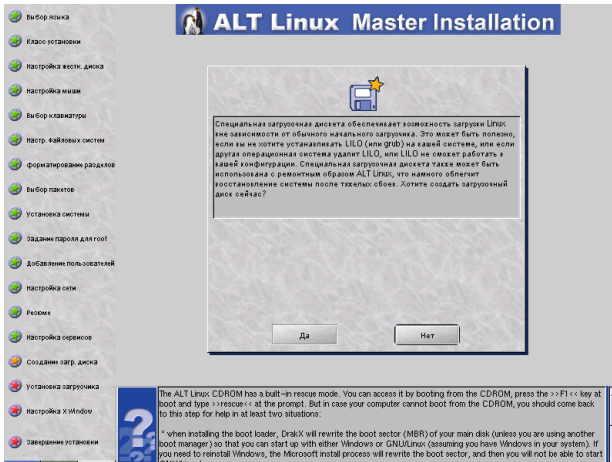 ALT Linux Master Installation
Выбор языка
Класс установки
Настройка жестк. диска
Настройка мыши
Выбор клавиатуры
Настр. файловых систем
форматирование разделов
Выбор пакетов
Установка системы
Задание пароля для root
Добавление пользователей
Настройка сети
Резюме
Настройка сервисов
Создание загр. диска
Установка загрузчика
Настройка X Window
Завершение установки
Специальная загрузочная дискета обеспечивает возможность загрузки Linux
вне зависимости от обычного начального загрузчика. Это может быть полезно,
если вы не хотите устанавливать LILO (или grub) на вашей системе, или если
другая операционная система удалит LILO, или LILO не сможет работать в
вашей конфигурации. Специальная загрузочная дискета также может быть
использована с ремонтным образом ALT Linux, что намного облегчит
восстановление системы после тяжелых сбоев. Хотите создать загрузочный
диск сейчас?
Да
Нет
The ALT Linux CDROM has a built-in rescue mode. You can access it by booting from the CDROM, press the >>F1<< key at
boot and type >>rescue<< at the prompt. But in case your computer cannot boot from the CDROM, you should come back
to this step for help in at least two situations:
* when installing the boot loader, DrakX will rewrite the boot sector (MBR) of your main disk (unless you are using another
boot manager) so that you can start up with either Windows or GNU/Linux (assuming you have Windows in your system). If
you need to reinstall Windows, the Microsoft install process will rewrite the boot sector, and then you will not be able to start